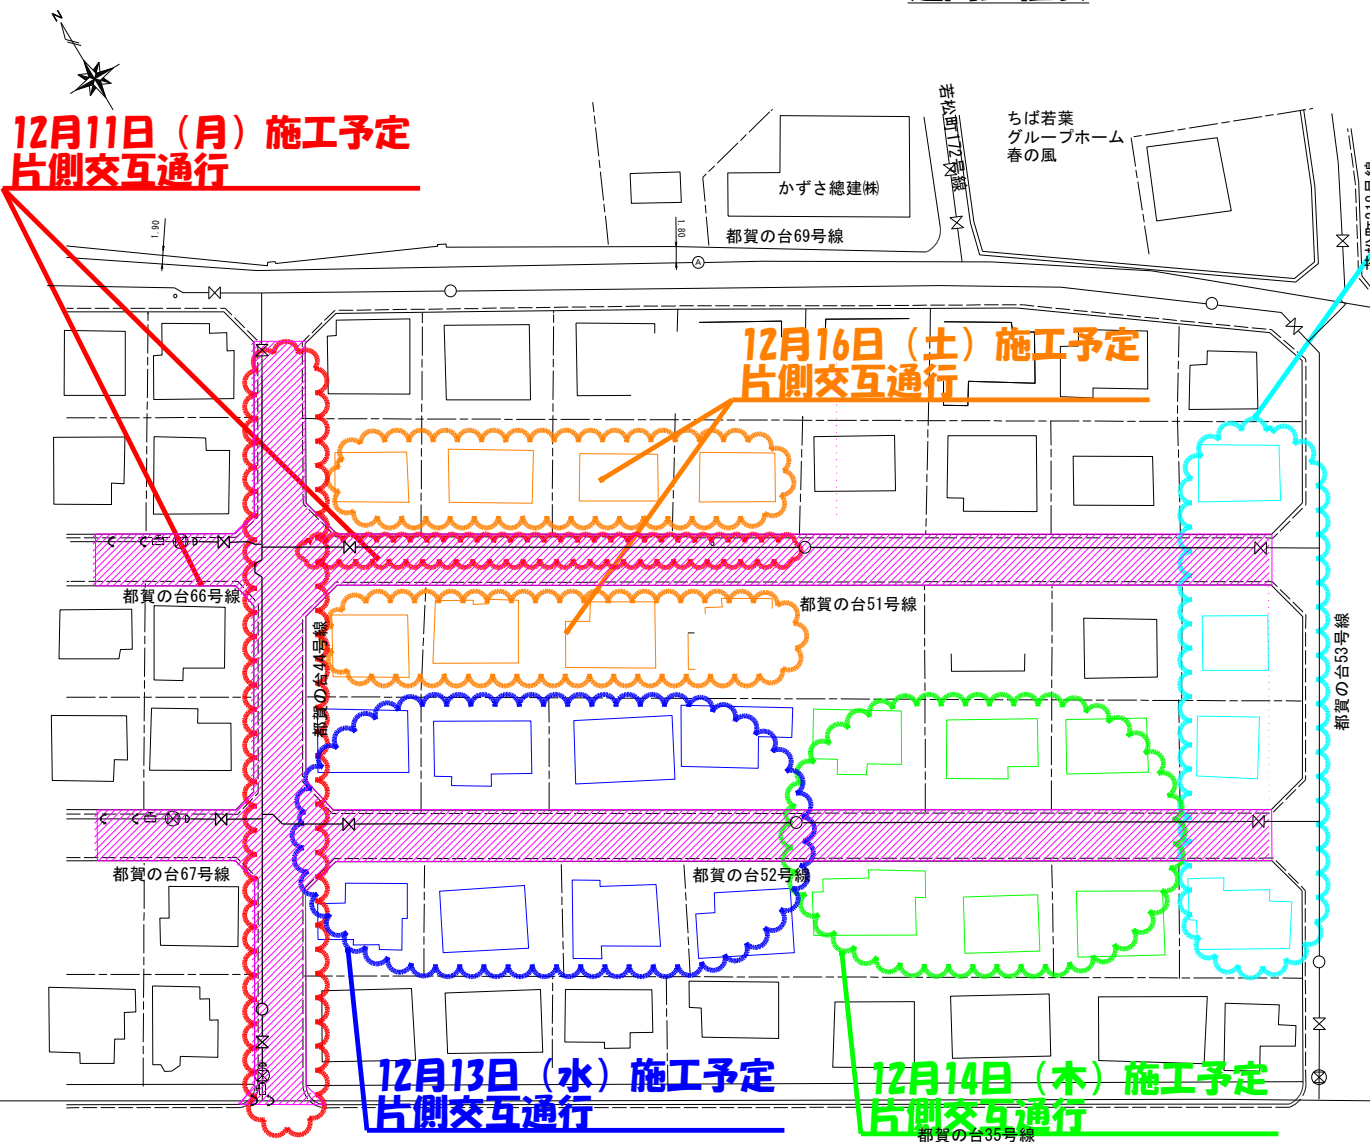 N
12月11日（月）施工予定
片側交互通行
若松町172号線
ちば若葉
グループホーム
春の風
かずさ總建㈱
都賀の台69号線
1.90
1.80
A
12月16日（土）施工予定
片側交互通行
都賀の台66号線
都賀の台51号線
都賀の台44号線
都賀の台53号線
都賀の台67号線
都賀の台52号線
12月13日（水）施工予定
片側交互通行
12月14日（木）施工予定
片側交互通行
都賀の台35号線